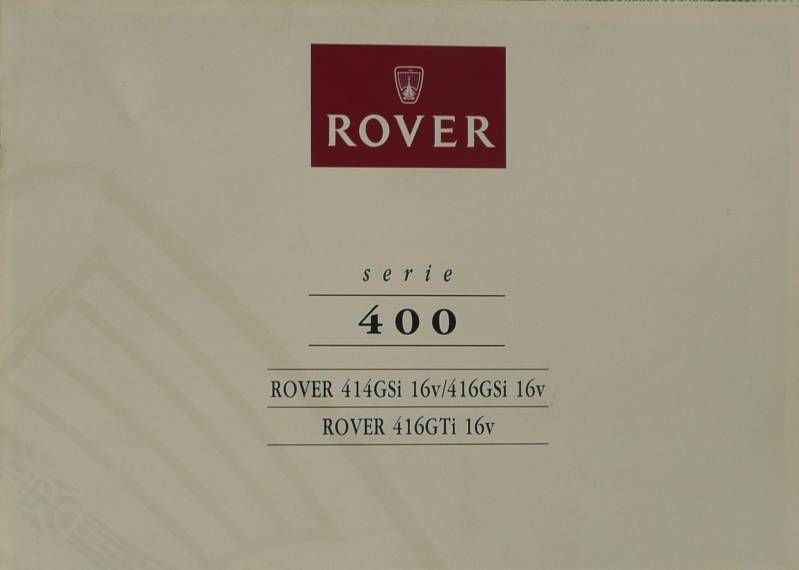 ROVER
serie
400
ROVER 414GSi 16v/416GSi 16v
ROVER 416GTi 16v